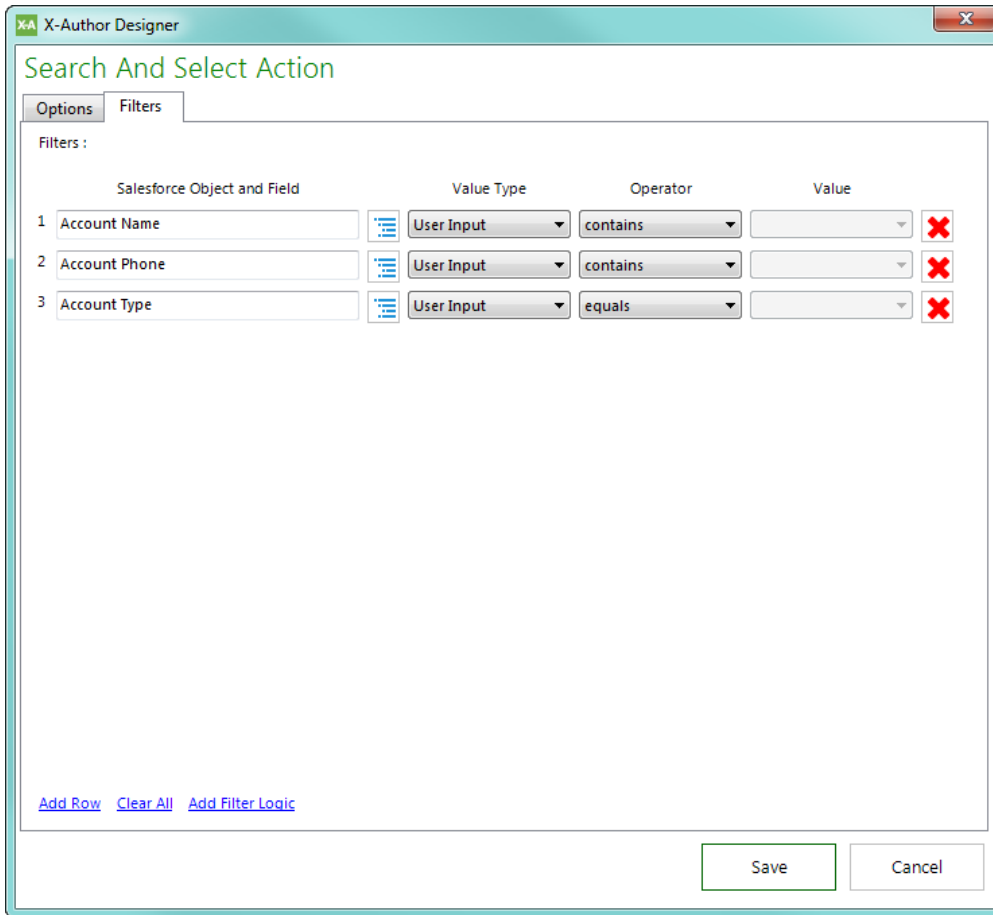 X-A X-Author Designer
Search And Select Action
Options Filters
Filters :
Salesforce Object and Field Value Type Operator Value
1 Account Name User Input contains
2 Account Phone User Input contains
3 Account Type User Input equals
Add Row Clear All Add Filter Logic
Save Cancel